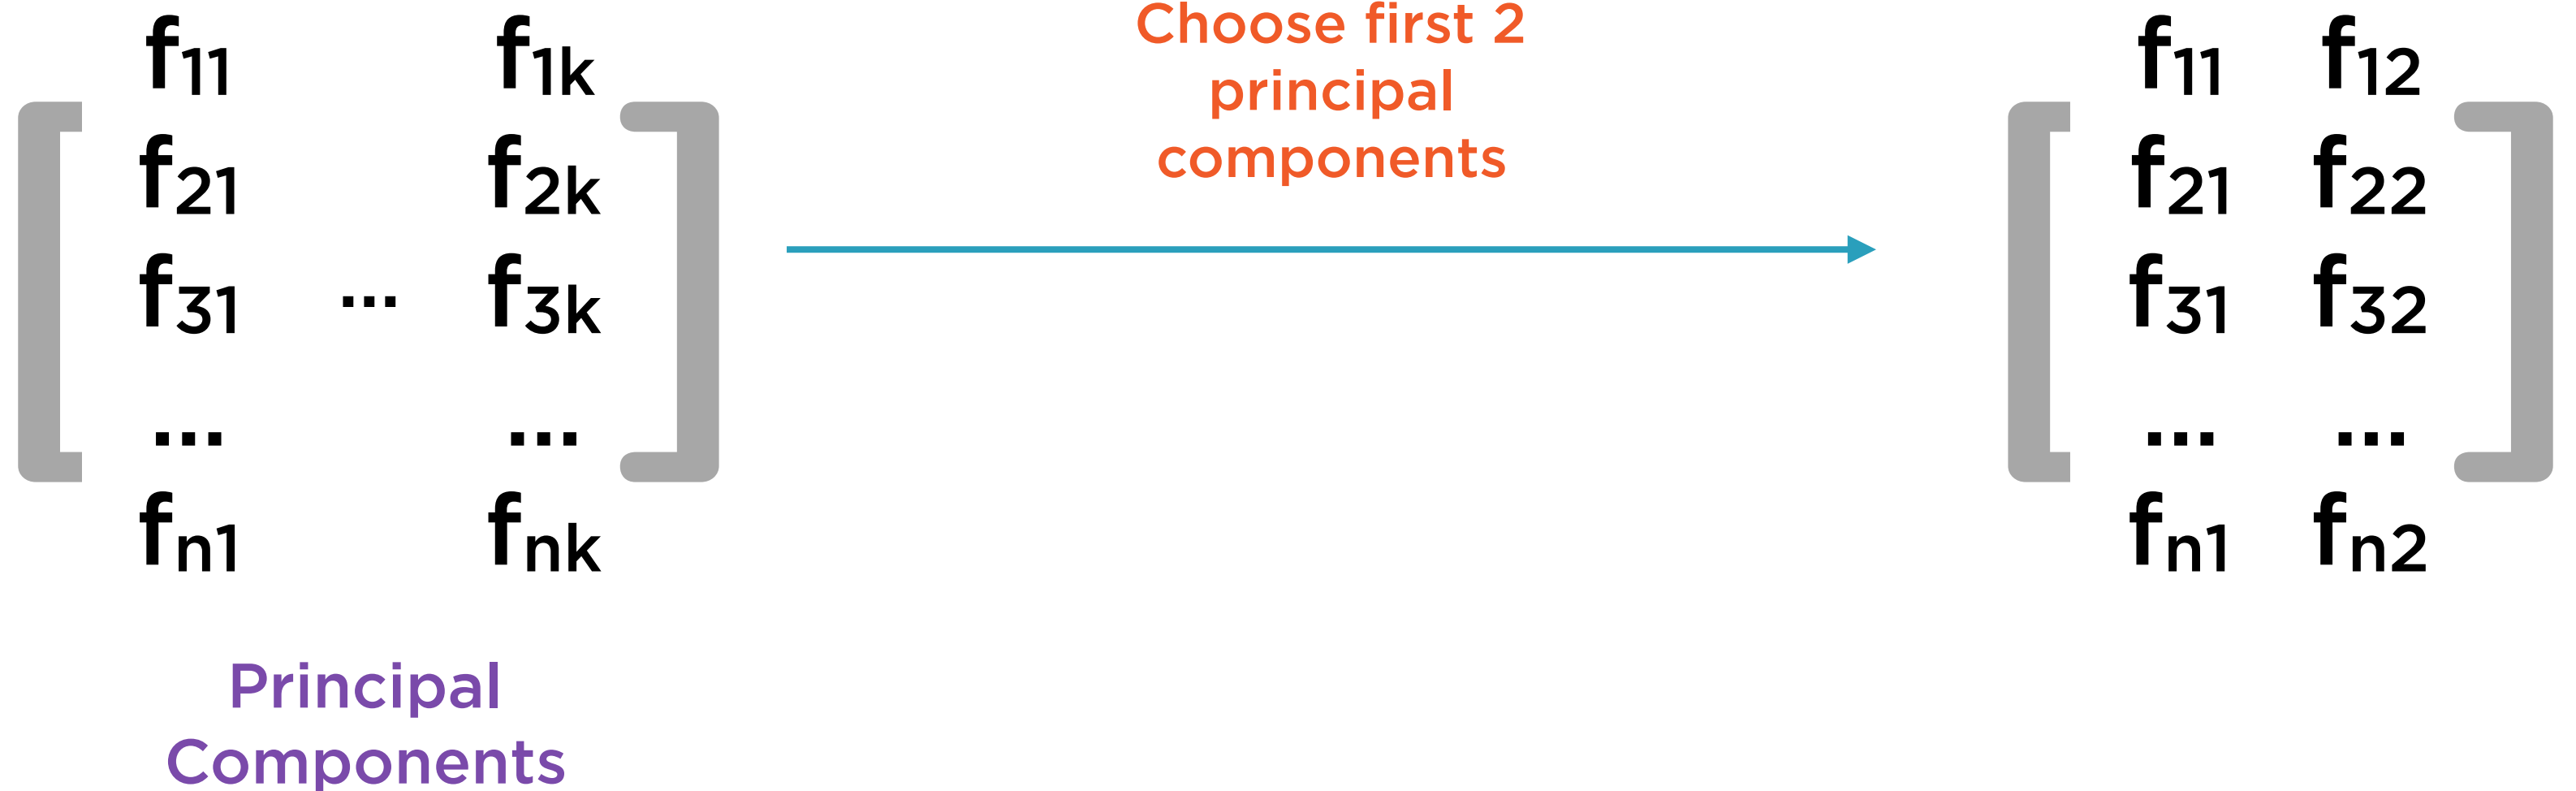 f11 f1k
f21 f2k
f31 ... f3k
... ...
fn1 fnk
Principal
Components
Choose first 2
principal
components
f11 f12
f21 f22
f31 f32
... ...
fn1 fn2